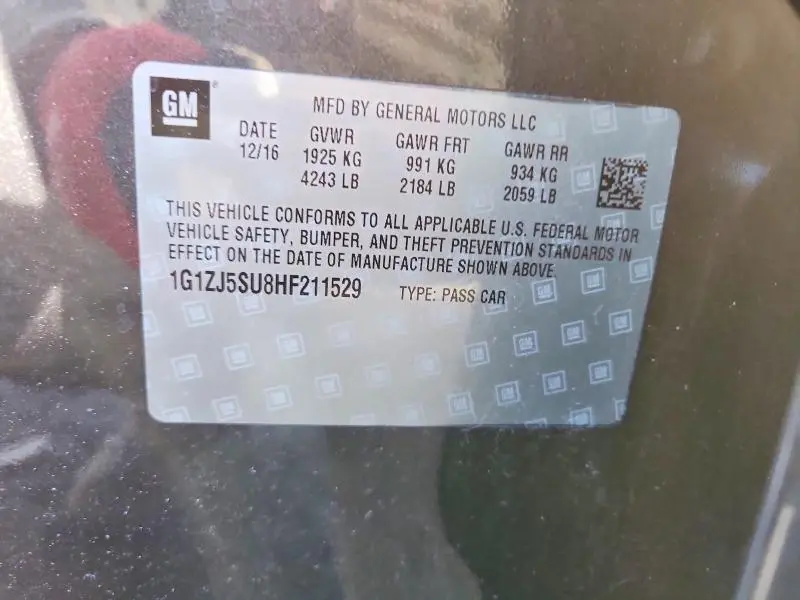 GM
MFD BY GENERAL MOTORS LLC
DATE GVWR GAWR FRT GAWR RR
12/16 1925 KG 991 KG 934 KG
4243 LB 2184 LB 2059 LB
THIS VEHICLE CONFORMS TO ALL APPLICABLE U.S. FEDERAL MOTOR
VEHICLE SAFETY, BUMPER, AND THEFT PREVENTION STANDARDS IN
EFFECT ON THE DATE OF MANUFACTURE SHOWN ABOVE.
1G1ZJ5SU8HF211529 TYPE: PASS CAR